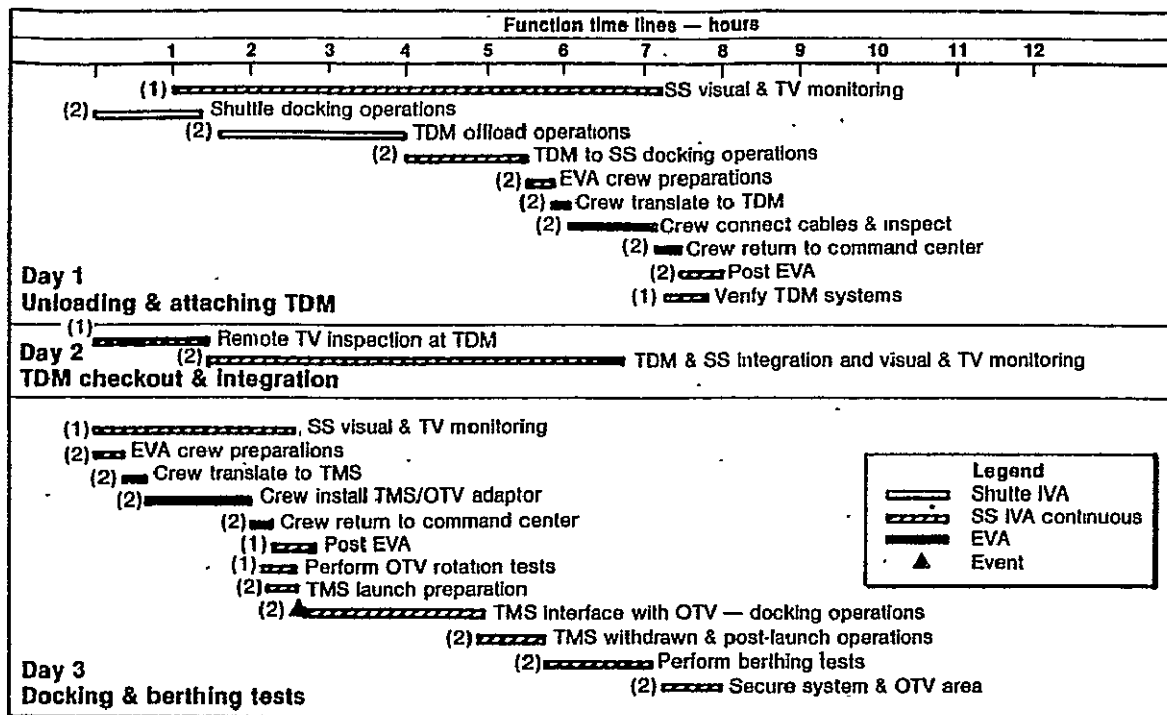 Function time lines — hours
1 2 3 4 5 6 7 8 9 10 11 12
(1) SS visual & TV monitoring
(2) Shuttle docking operations
(2) TDM offload operations
(2) TDM to SS docking operations
(2) EVA crew preparations
(2) Crew translate to TDM
(2) Crew connect cables & inspect
(2) Crew return to command center
(2) Post EVA
(1) Verify TDM systems
Day 1
Unloading & attaching TDM
(1) Remote TV inspection at TDM
(2) TDM & SS integration and visual & TV monitoring
Day 2
TDM checkout & integration
(1) SS visual & TV monitoring
(2) EVA crew preparations
(2) Crew translate to TMS
(2) Crew install TMS/OTV adaptor
(2) Crew return to command center
(1) Post EVA
(1) Perform OTV rotation tests
(2) TMS launch preparation
(2) TMS interface with OTV — docking operations
(2) TMS withdrawn & post-launch operations
(2) Perform berthing tests
(2) Secure system & OTV area
Day 3
Docking & berthing tests
Legend
Shutte IVA
SS IVA continuous
EVA
Event